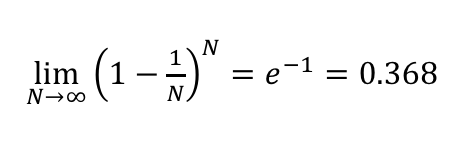 lim_{N→∞} (1 − 1/N)^N = e^{−1} = 0.368